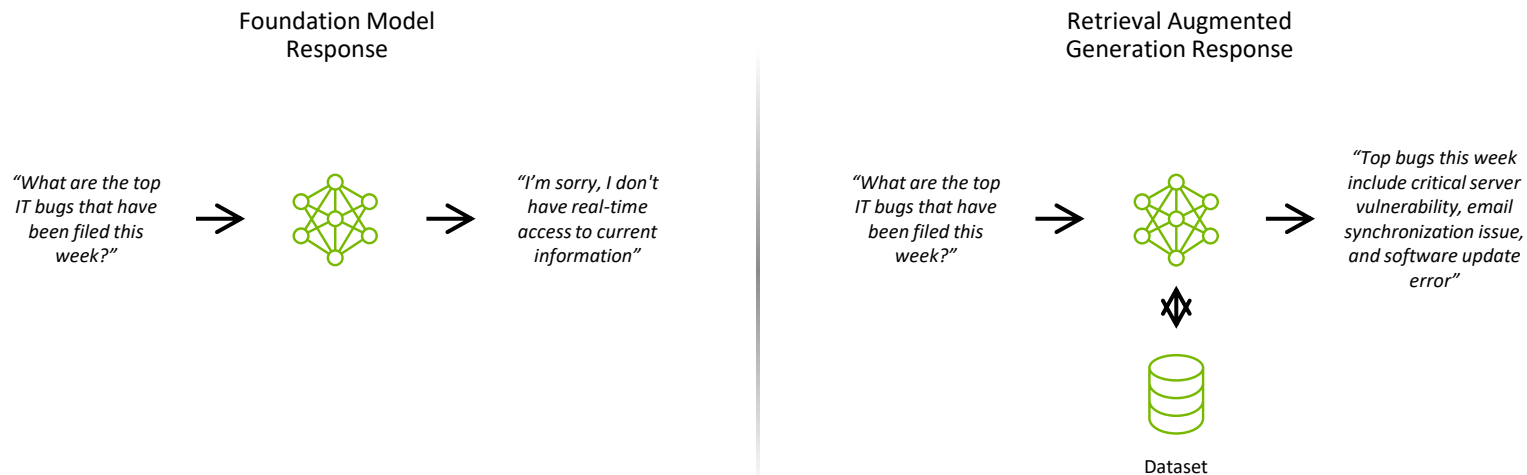 Foundation Model
Response
“What are the top
IT bugs that have
been filed this
week?”
“I’m sorry, I don't
have real-time
access to current
information”
Retrieval Augmented
Generation Response
“What are the top
IT bugs that have
been filed this
week?”
“Top bugs this week
include critical server
vulnerability, email
synchronization issue,
and software update
error”
Dataset